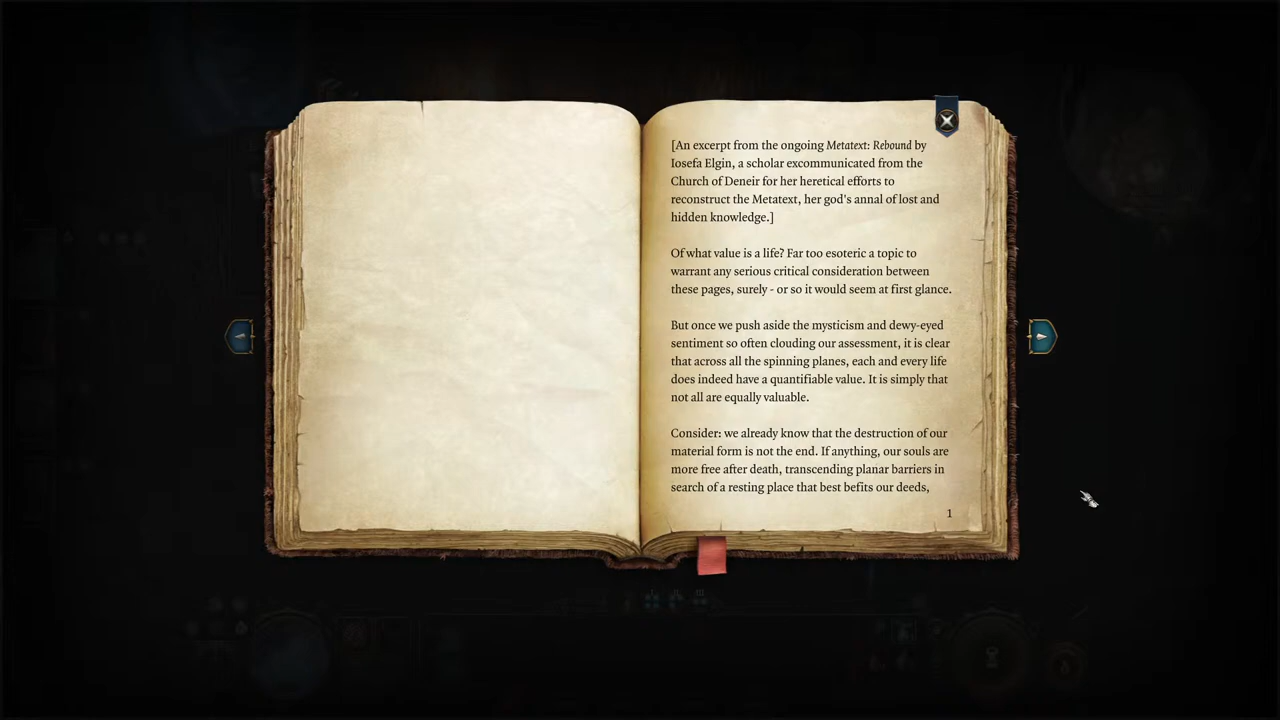 [An excerpt from the ongoing Metatext: Rebound by
Iosefa Elgin, a scholar excommunicated from the
Church of Deneir for her heretical efforts to
reconstruct the Metatext, her god's annal of lost and
hidden knowledge.]
Of what value is a life? Far too esoteric a topic to
warrant any serious critical consideration between
these pages, surely - or so it would seem at first glance.
But once we push aside the mysticism and dewy-eyed
sentiment so often clouding our assessment, it is clear
that across all the spinning planes, each and every life
does indeed have a quantifiable value. It is simply that
not all are equally valuable.
Consider: we already know that the destruction of our
material form is not the end. If anything, our souls are
more free after death, transcending planar barriers in
search of a resting place that best befits our deeds,
1